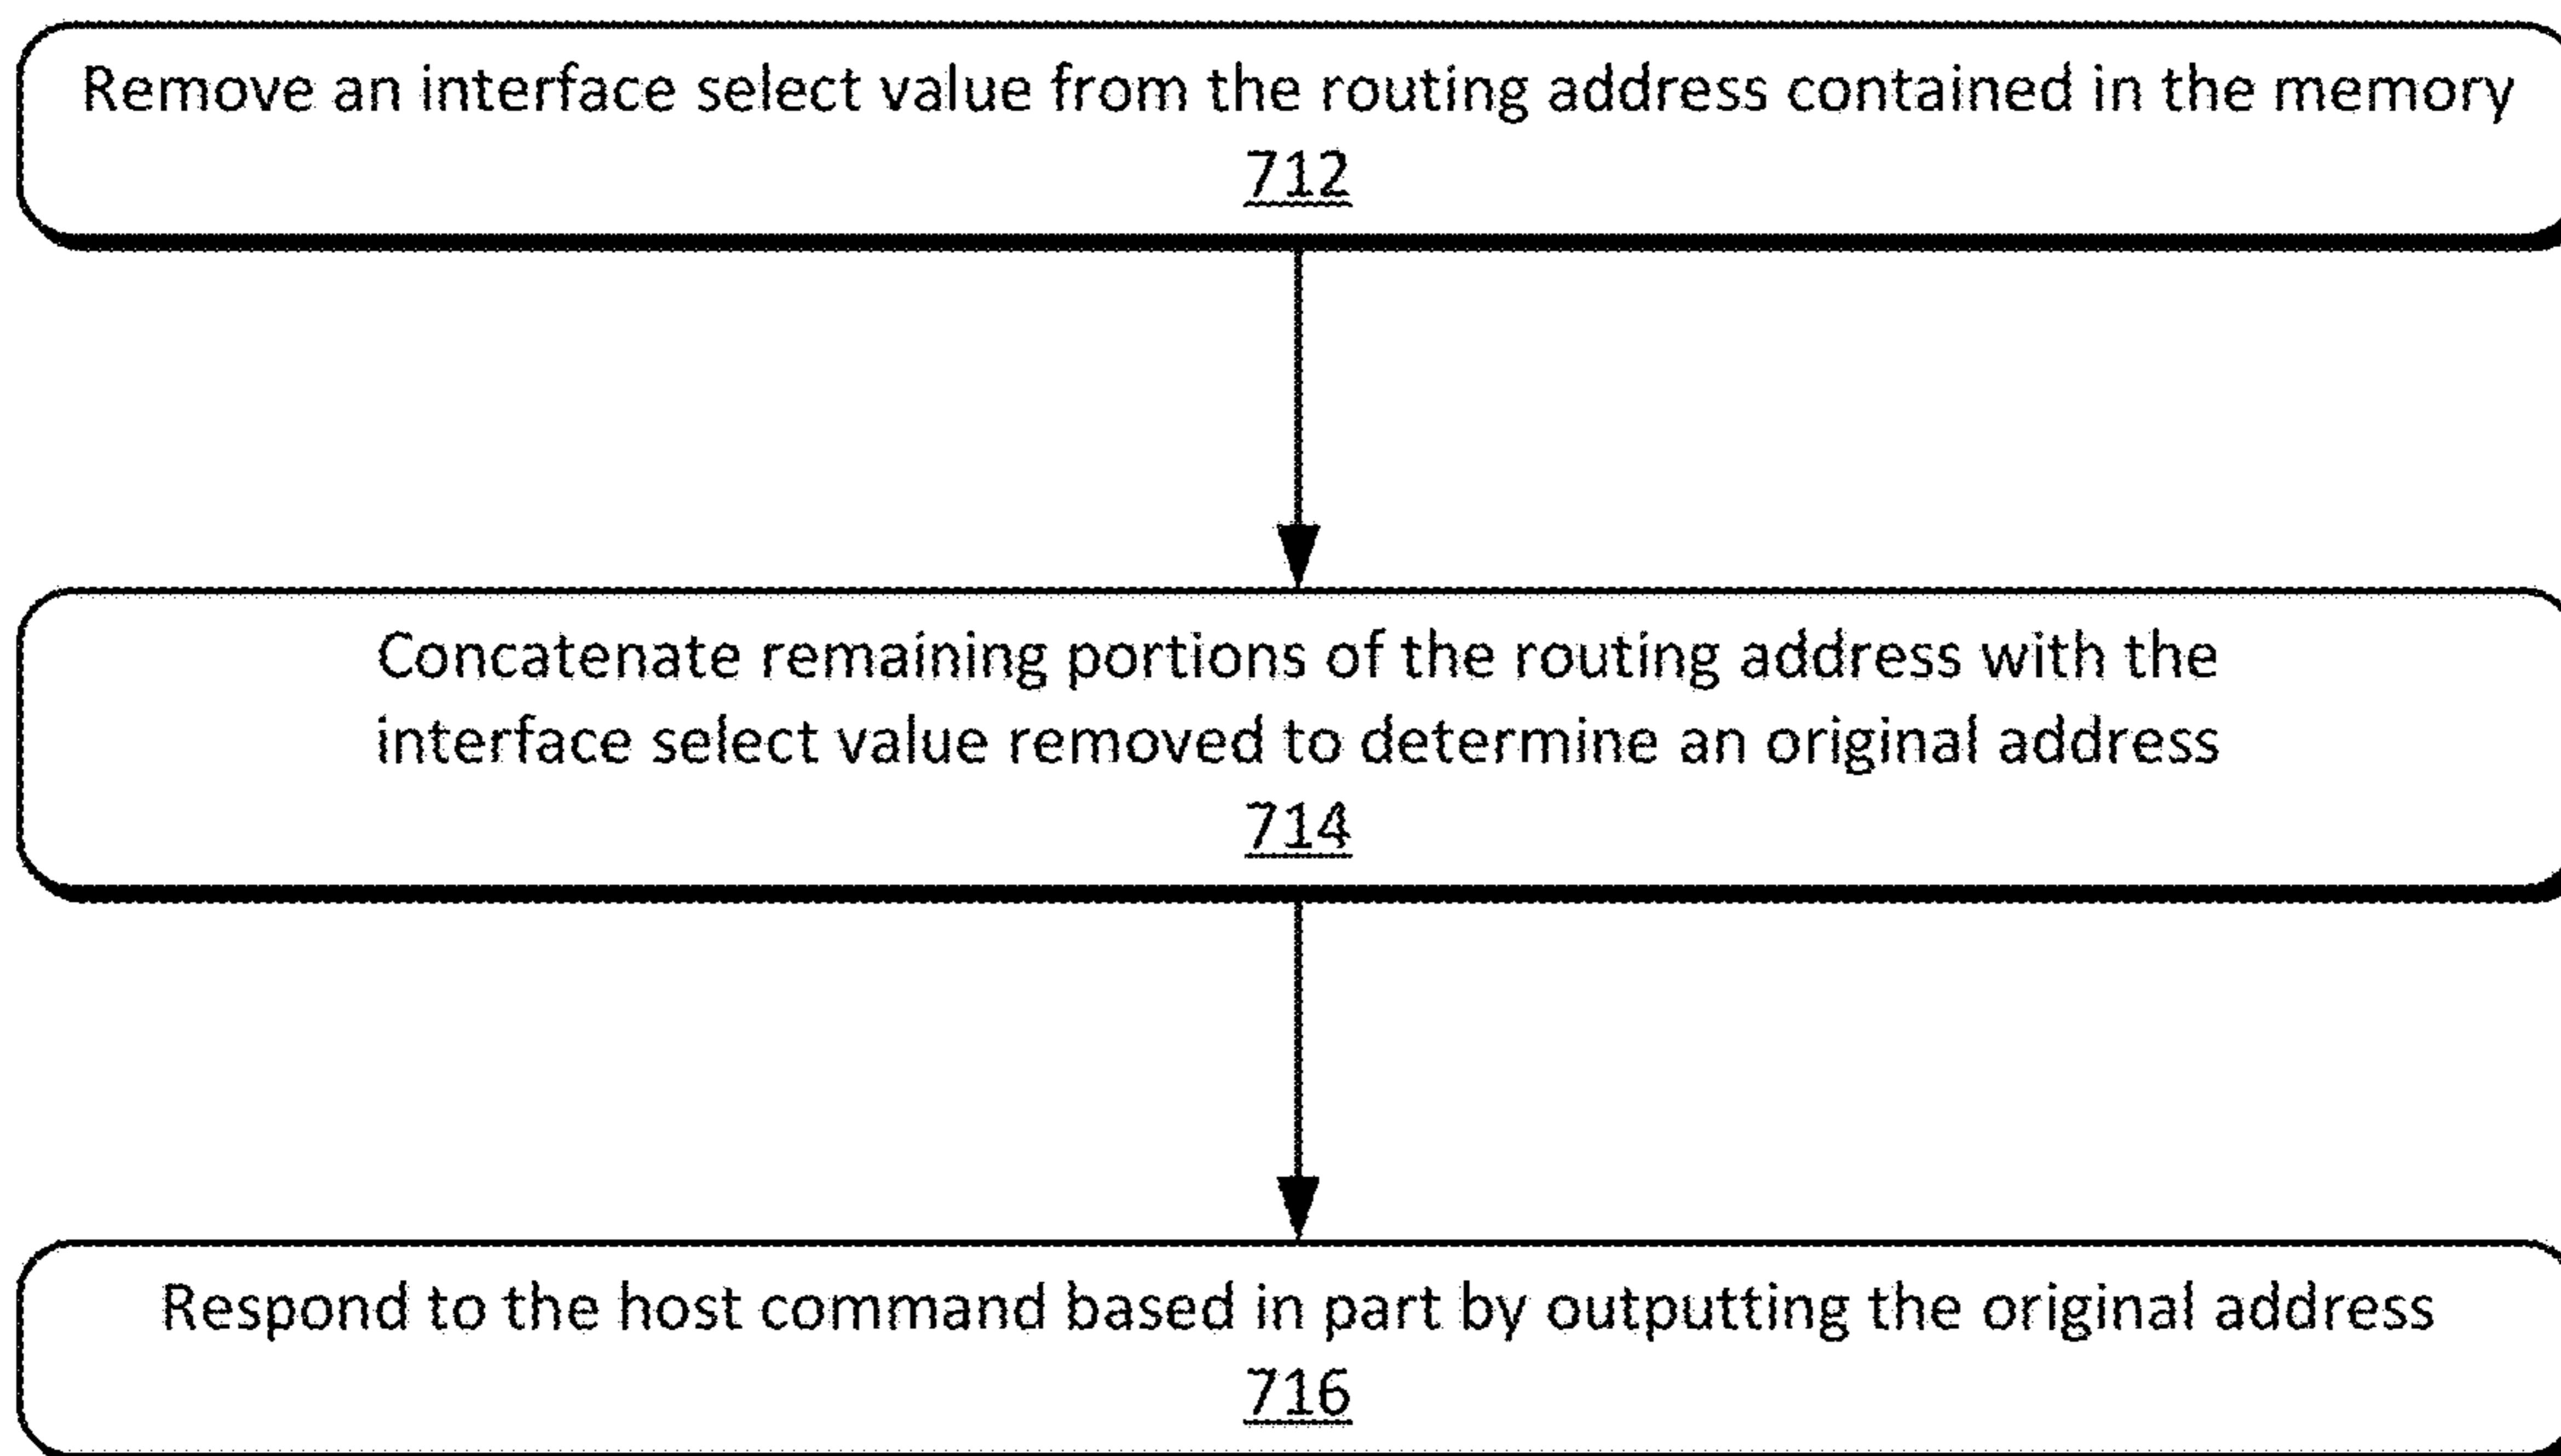 Remove an interface select value from the routing address contained in the memory
712
Concatenate remaining portions of the routing address with the
interface select value removed to determine an original address
714
Respond to the host command based in part by outputting the original address
716